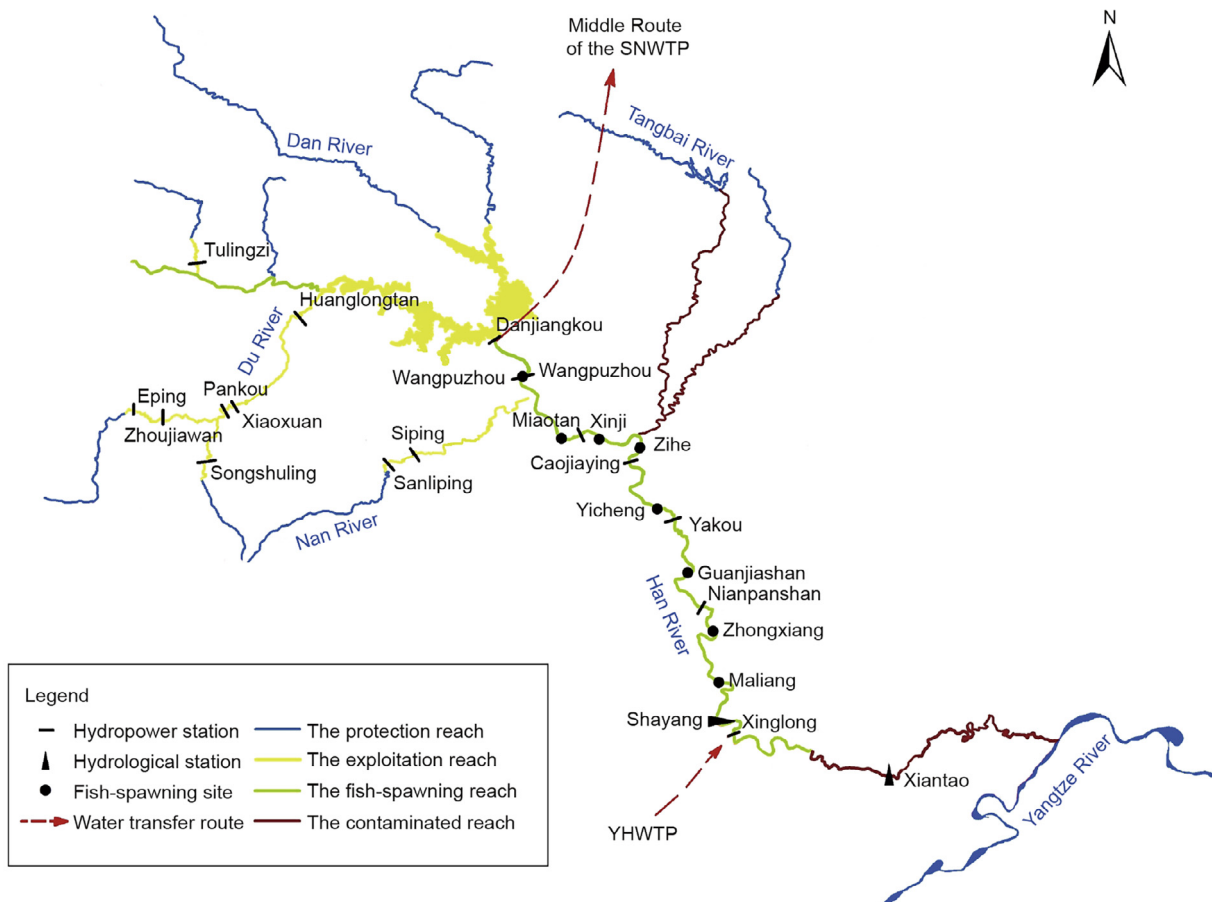 Middle Route
of the SNWTP
N
Dan River
Tangbai River
Tulingzi
Huanglongtan
Danjiangkou
Du River
Wangpuzhou
Wangpuzhou
Eping
Pankou
Zhoujiawan
Xiaoxuan
Miaotan
Xinji
Siping
Zihe
Songshuling
Sanliping
Caojiaying
Yicheng
Yakou
Nan River
Guanjiashan
Nianpanshan
Han River
Zhongxiang
Maliang
Shayang
Xinglong
Xiantao
Yangtze River
YHWTP
Legend
Hydropower station
The protection reach
Hydrological station
The exploitation reach
Fish-spawning site
The fish-spawning reach
Water transfer route
The contaminated reach